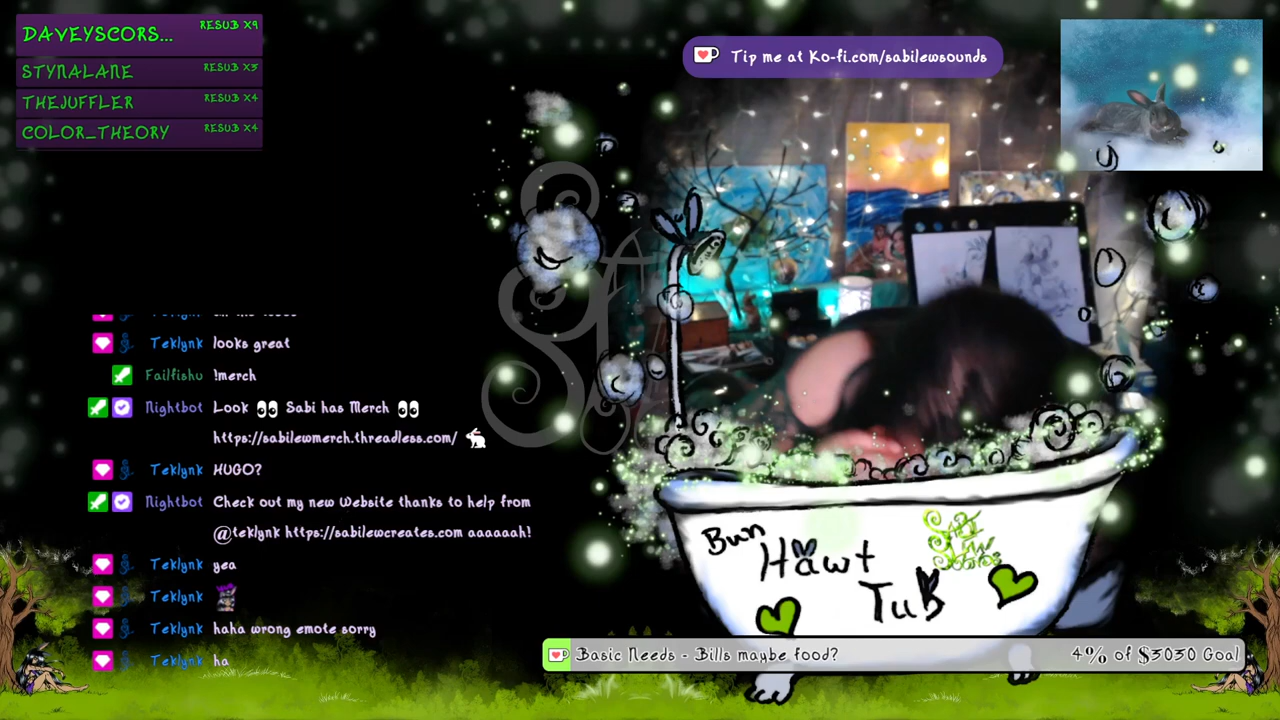 DAVEYSCORS... RESUB X9
STYNALANE RESUB X3
THEJUFFLER RESUB X4
COLOR_THEORY RESUB X4
Tip me at Ko-fi.com/sabilewsounds
Teklynk looks great
Failfishu !merch
Nightbot Look 👀 Sabi has Merch 👀
https://sabilewmerch.threadless.com/
Teklynk HUGO?
Nightbot Check out my new Website thanks to help from
@teklynk https://sabilewcreates.com aaaaaah!
Teklynk yea
Teklynk
Teklynk haha wrong emote sorry
Teklynk ha
Bun
Hawt
Tub
Basic Needs - Bills maybe food? 4% of $3030 Goal